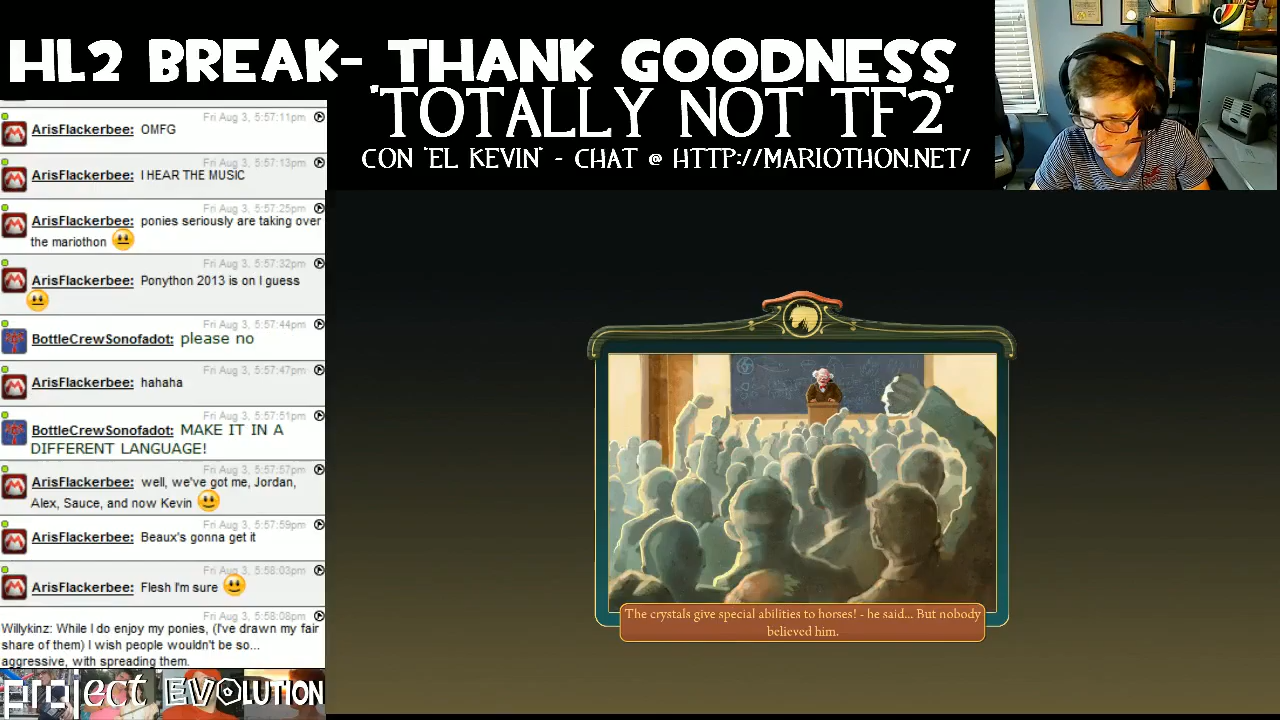 HL2 BREAK- THANK GOODNESS
"TOTALLY NOT TF2"
CON "EL KEVIN" - CHAT @ HTTP://MARIOTHON.NET/
Fri Aug 3, 5:57:11pm
ArisFlackerbee: OMFG
Fri Aug 3, 5:57:13pm
ArisFlackerbee: I HEAR THE MUSIC
Fri Aug 3, 5:57:25pm
ArisFlackerbee: ponies seriously are taking over
the mariothon
Fri Aug 3, 5:57:32pm
ArisFlackerbee: Ponython 2013 is on I guess
Fri Aug 3, 5:57:44pm
BottleCrewSonofadot: please no
Fri Aug 3, 5:57:47pm
ArisFlackerbee: hahaha
Fri Aug 3, 5:57:51pm
BottleCrewSonofadot: MAKE IT IN A
DIFFERENT LANGUAGE!
Fri Aug 3, 5:57:57pm
ArisFlackerbee: well, we've got me, Jordan,
Alex, Sauce, and now Kevin
Fri Aug 3, 5:57:59pm
ArisFlackerbee: Beaux's gonna get it
Fri Aug 3, 5:58:03pm
ArisFlackerbee: Flesh I'm sure
Fri Aug 3, 5:58:08pm
Willykinz: While I do enjoy my ponies, (I've drawn my fair
share of them) I wish people wouldn't be so...
aggressive, with spreading them.
project EVOLUTION
The crystals give special abilities to horses! - he said... But nobody
believed him.